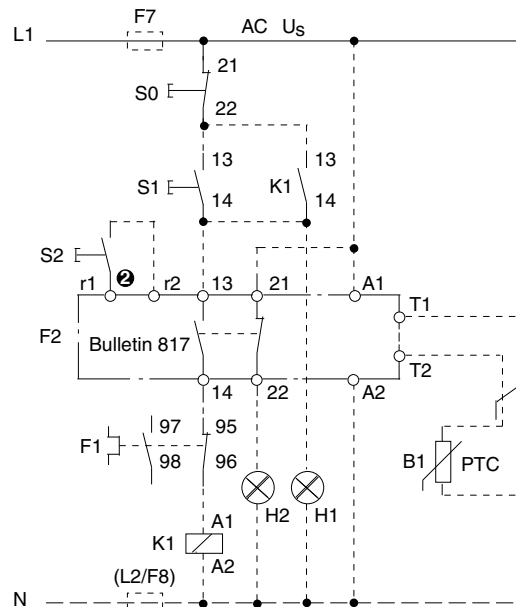 F7
L1
AC Us
21
S0
22
13
13
S1
K1
14
14
S2
r1
❷
r2
13
21
A1
T1
F2
Bulletin 817
T2
14
22
A2
97
95
F1
98
96
B1
PTC
A1
H2
H1
K1
A2
(L2/F8)
N